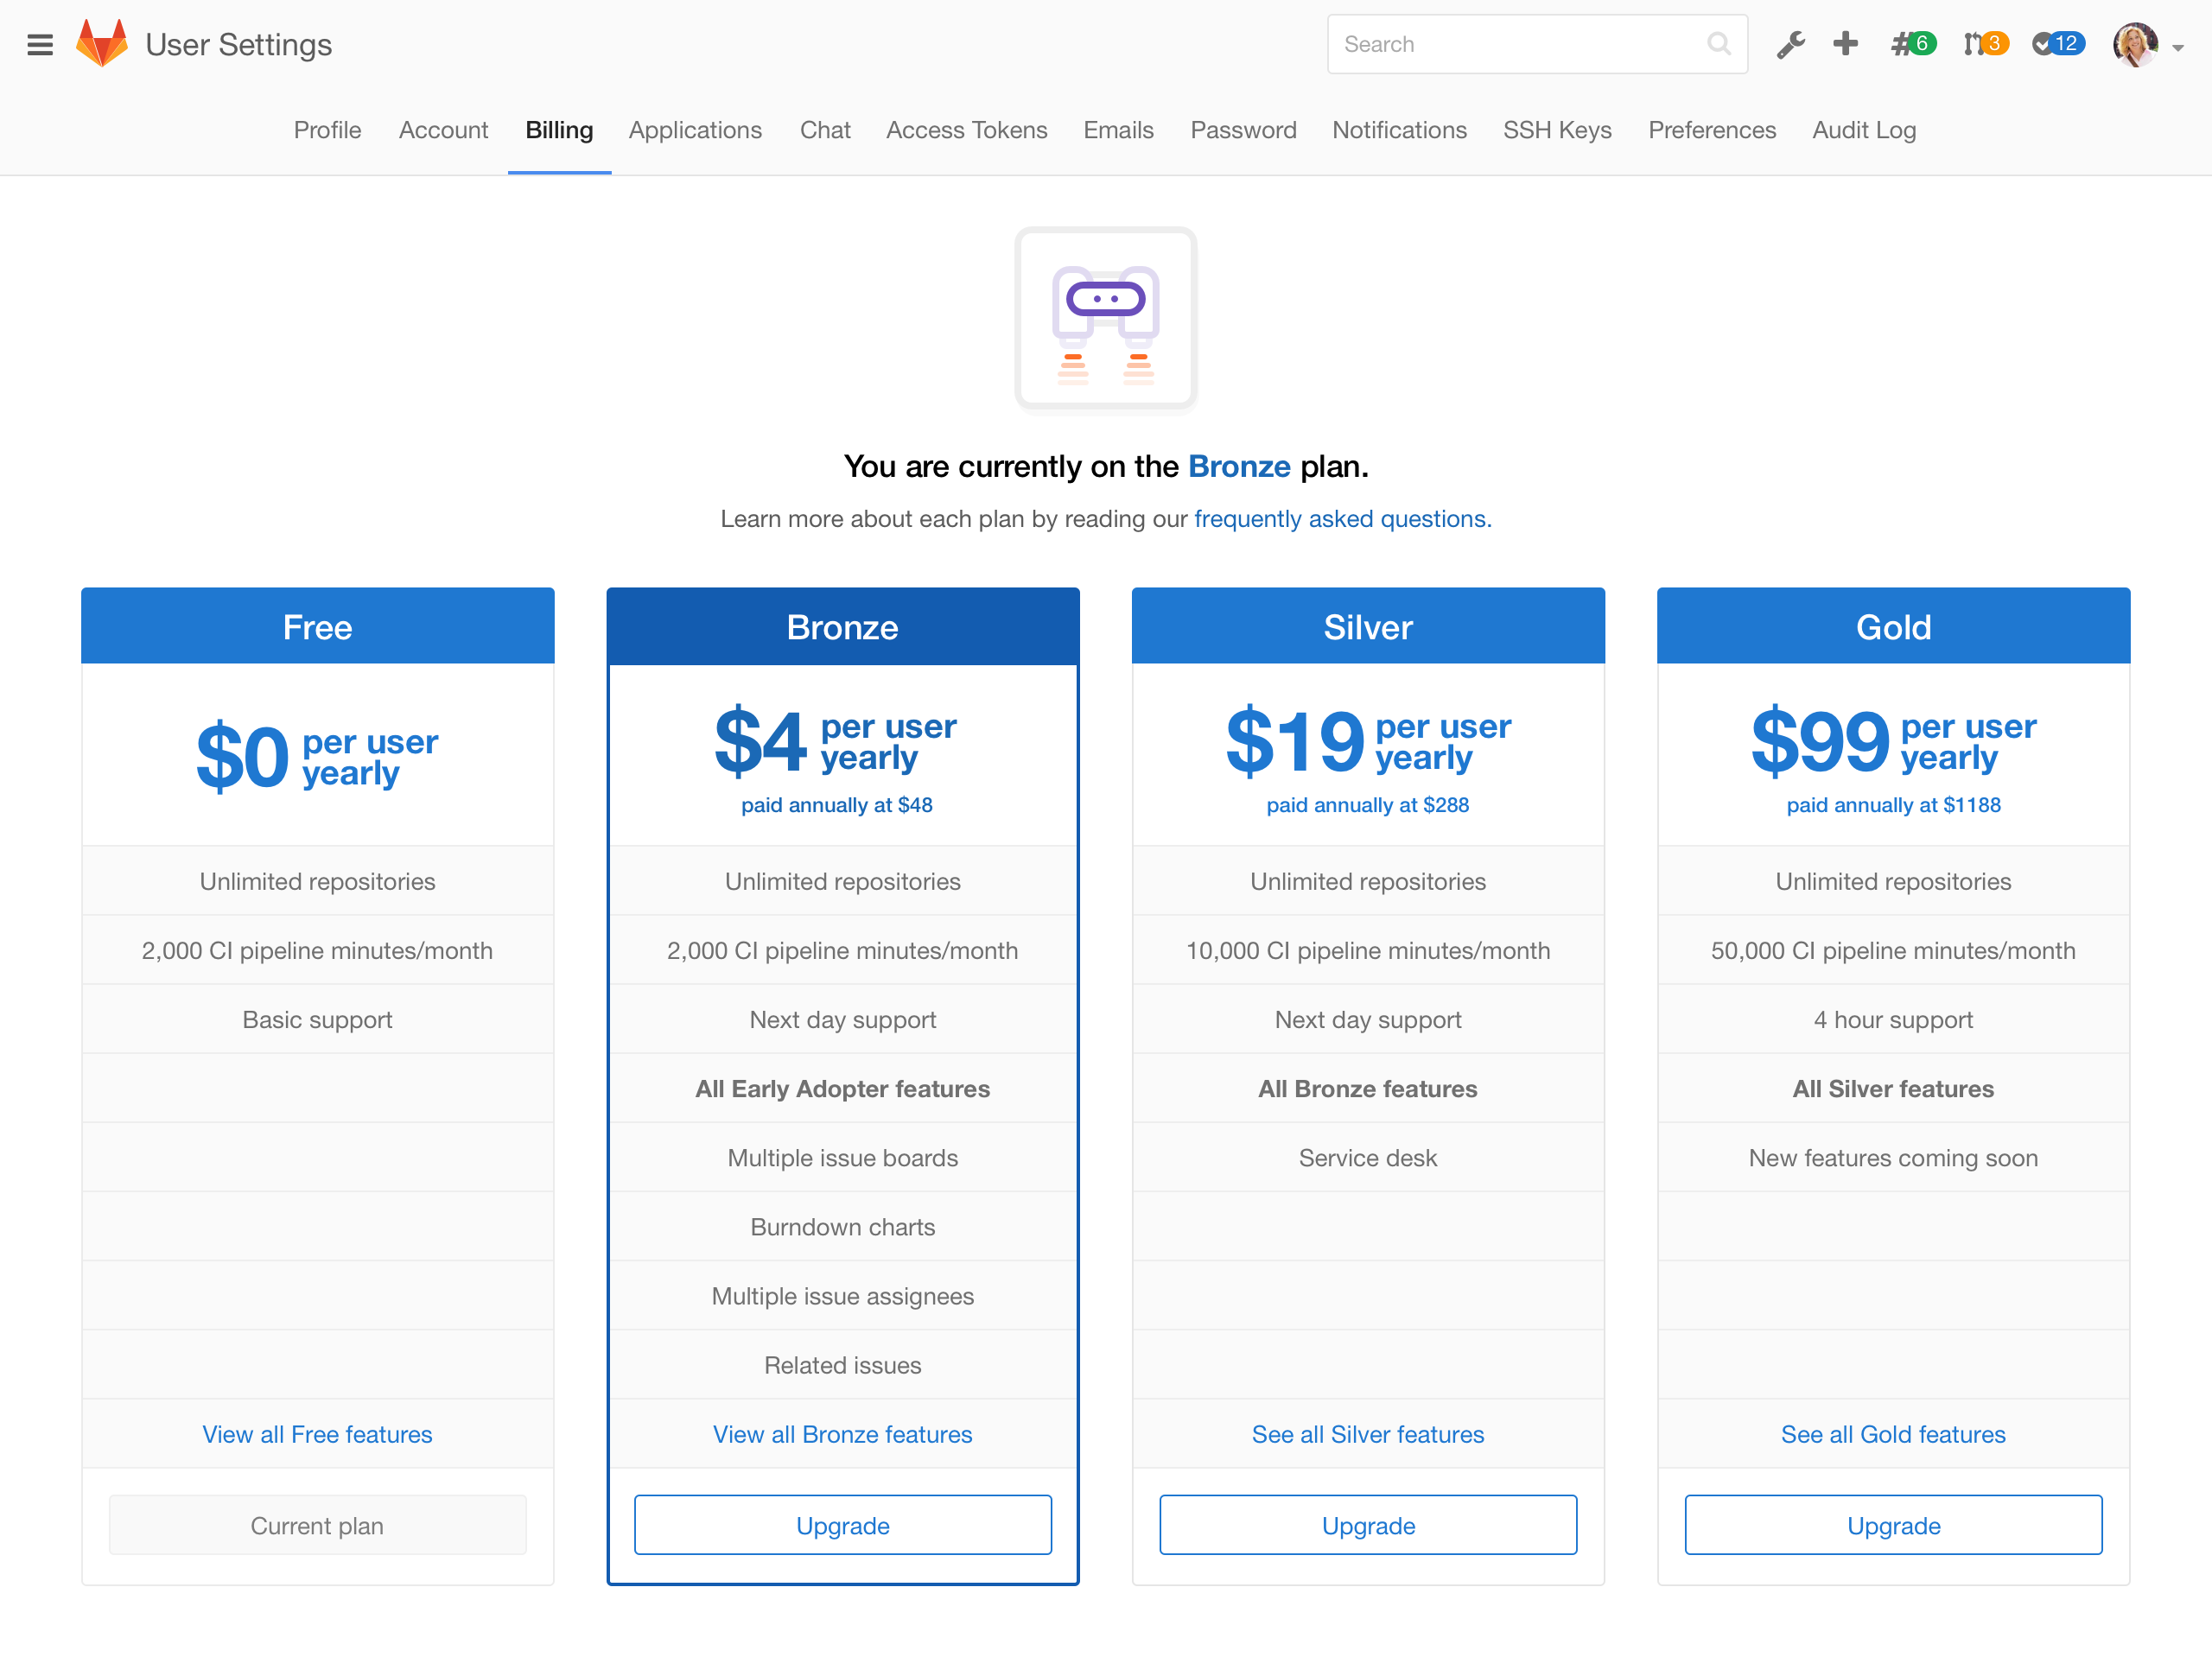 User Settings
Search
6
3
12
Profile Account Billing Applications Chat Access Tokens Emails Password Notifications SSH Keys Preferences Audit Log
You are currently on the Bronze plan.
Learn more about each plan by reading our frequently asked questions.
Free
$0 per user
yearly
Unlimited repositories
2,000 CI pipeline minutes/month
Basic support
View all Free features
Current plan
Bronze
$4 per user
yearly
paid annually at $48
Unlimited repositories
2,000 CI pipeline minutes/month
Next day support
All Early Adopter features
Multiple issue boards
Burndown charts
Multiple issue assignees
Related issues
View all Bronze features
Upgrade
Silver
$19 per user
yearly
paid annually at $288
Unlimited repositories
10,000 CI pipeline minutes/month
Next day support
All Bronze features
Service desk
See all Silver features
Upgrade
Gold
$99 per user
yearly
paid annually at $1188
Unlimited repositories
50,000 CI pipeline minutes/month
4 hour support
All Silver features
New features coming soon
See all Gold features
Upgrade